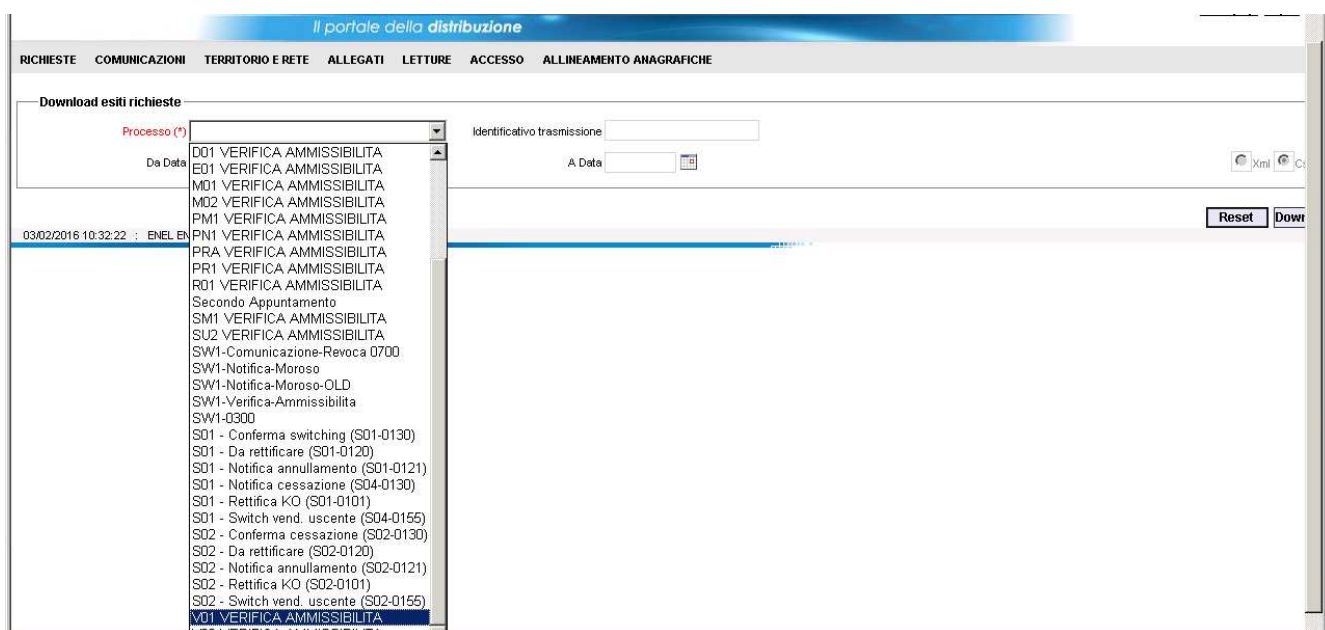 Il portale della distribuzione
RICHIESTE COMUNICAZIONI TERRITORIO E RETE ALLEGATI LETTURE ACCESSO ALLINEAMENTO ANAGRAFICHE
Download esiti richieste
Processo (*) Identificativo trasmissione
Da Data A Data Xml
Reset
03/02/2016 10:32:22 : ENEL
D01 VERIFICA AMMISSIBILITA
E01 VERIFICA AMMISSIBILITA
M01 VERIFICA AMMISSIBILITA
M02 VERIFICA AMMISSIBILITA
PM1 VERIFICA AMMISSIBILITA
PN1 VERIFICA AMMISSIBILITA
PRA VERIFICA AMMISSIBILITA
PR1 VERIFICA AMMISSIBILITA
R01 VERIFICA AMMISSIBILITA
Secondo Appuntamento
SM1 VERIFICA AMMISSIBILITA
SU2 VERIFICA AMMISSIBILITA
SW1-Comunicazione-Revoca 0700
SW1-Notifica-Moroso
SW1-Notifica-Moroso-OLD
SW1-Verifica-Ammissibilita
SW1-0300
S01 - Conferma switching (S01-0130)
S01 - Da rettificare (S01-0120)
S01 - Notifica annullamento (S01-0121)
S01 - Notifica cessazione (S04-0130)
S01 - Rettifica KO (S01-0101)
S01 - Switch vend. uscente (S04-0155)
S02 - Conferma cessazione (S02-0130)
S02 - Da rettificare (S02-0120)
S02 - Notifica annullamento (S02-0121)
S02 - Rettifica KO (S02-0101)
S02 - Switch vend. uscente (S02-0155)
V01 VERIFICA AMMISSIBILITA